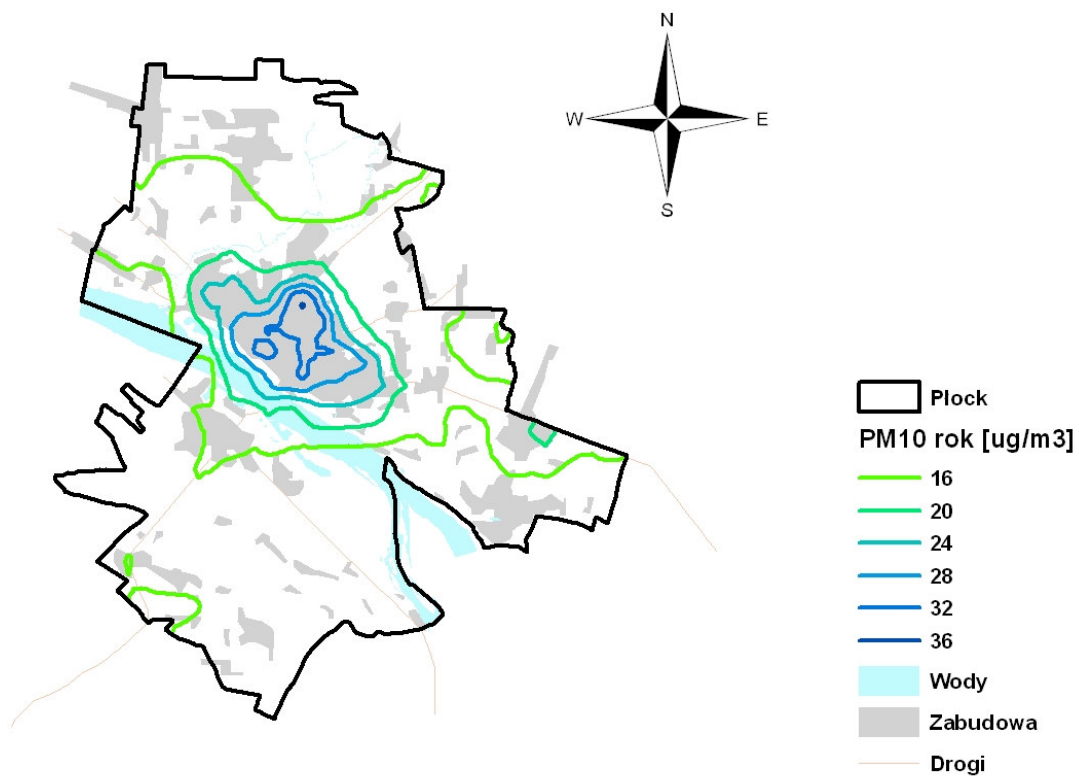 N
W
E
S
Plock
PM10 rok [ug/m3]
16
20
24
28
32
36
Wody
Zabudowa
Drogi